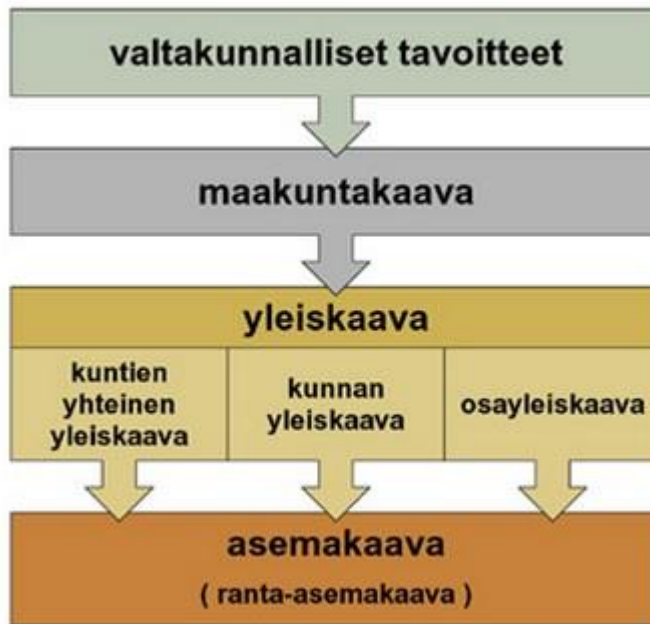 valtakunnalliset tavoitteet
maakuntakaava
yleiskaava
kuntien
yhteinen
yleiskaava
kunnan
yleiskaava
osayleiskaava
asemakaava
( ranta-asemakaava )